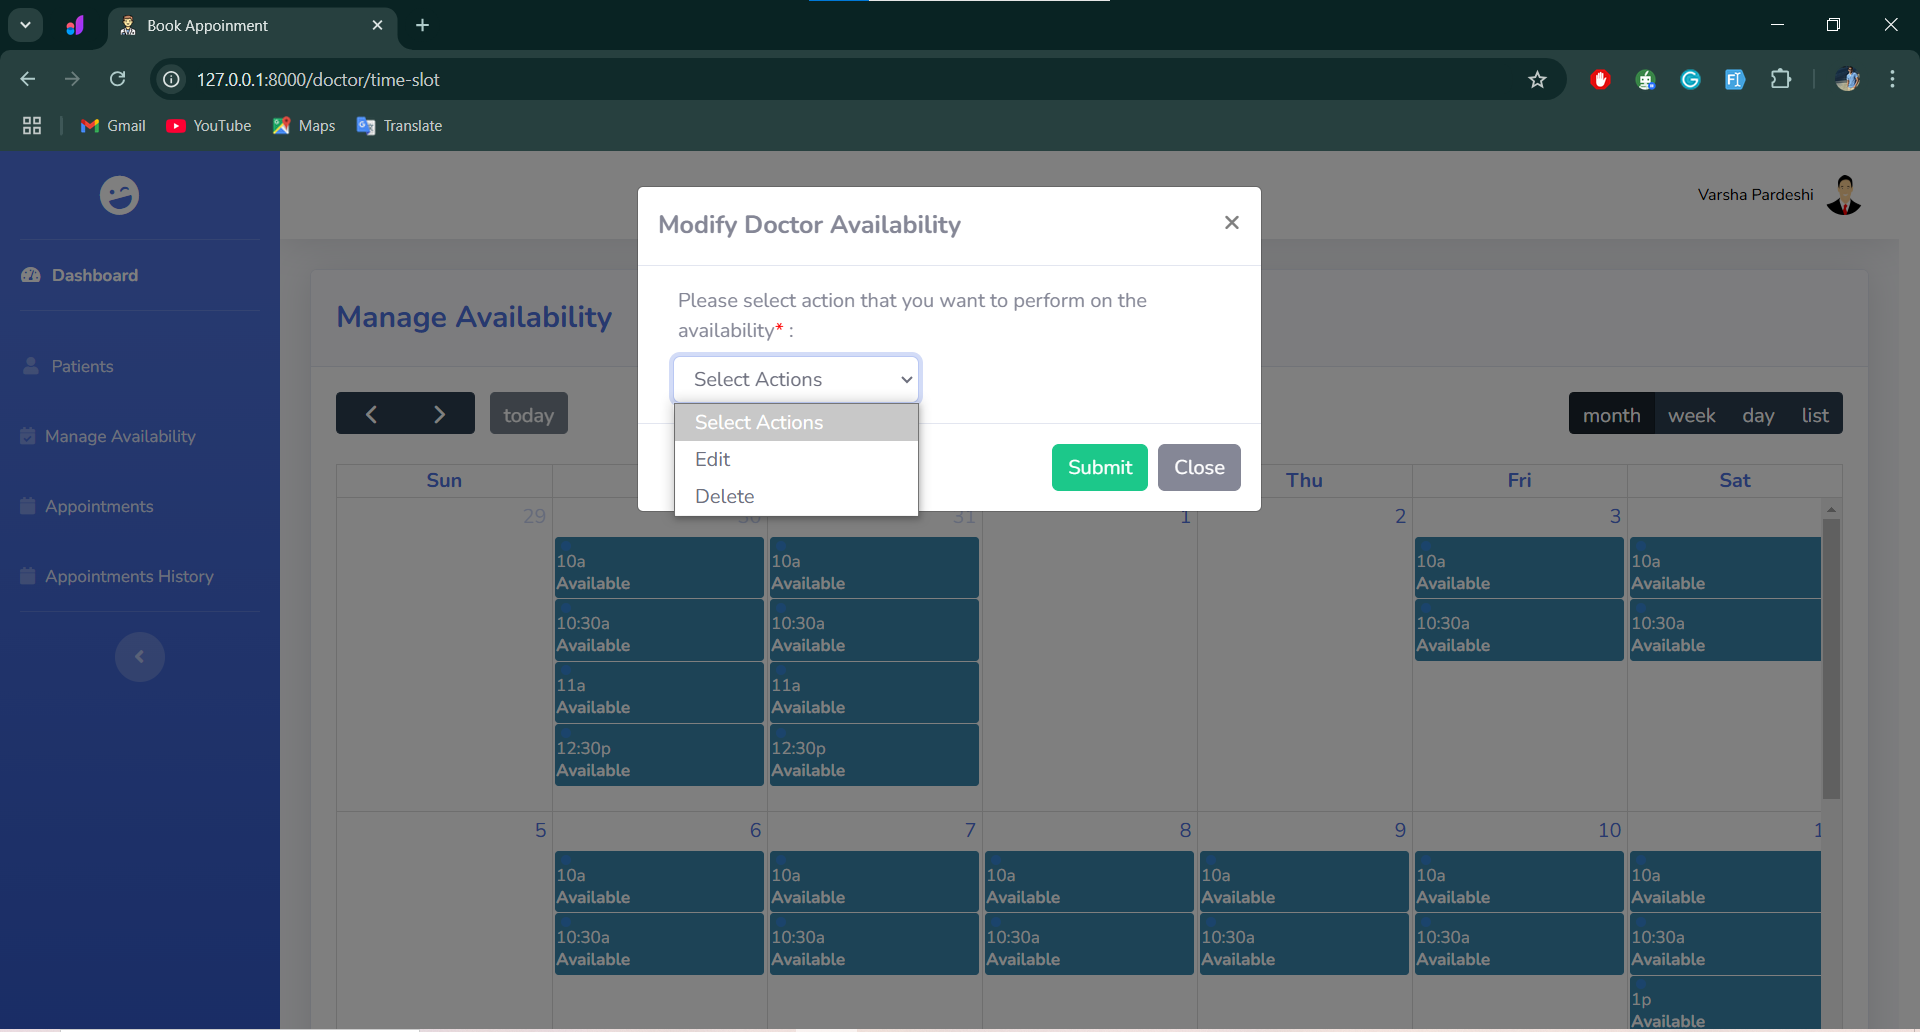 Book Appoinment
127.0.0.1:8000/doctor/time-slot
Gmail
YouTube
Maps
Translate
Varsha Pardeshi
Dashboard
Patients
Manage Availability
Appointments
Appointments History
Manage Availability
today
month week day list
Modify Doctor Availability
Please select action that you want to perform on the
availability* :
Select Actions
Select Actions
Edit
Delete
Submit Close
Sun Thu Fri Sat
29 31 1 2 3
10a 10a 10a 10a
Available Available Available Available
10:30a 10:30a 10:30a 10:30a
Available Available Available Available
11a 11a
Available Available
12:30p 12:30p
Available Available
5 6 7 8 9 10
10a 10a 10a 10a 10a 10a
Available Available Available Available Available Available
10:30a 10:30a 10:30a 10:30a 10:30a 10:30a
Available Available Available Available Available Available
1p
Available